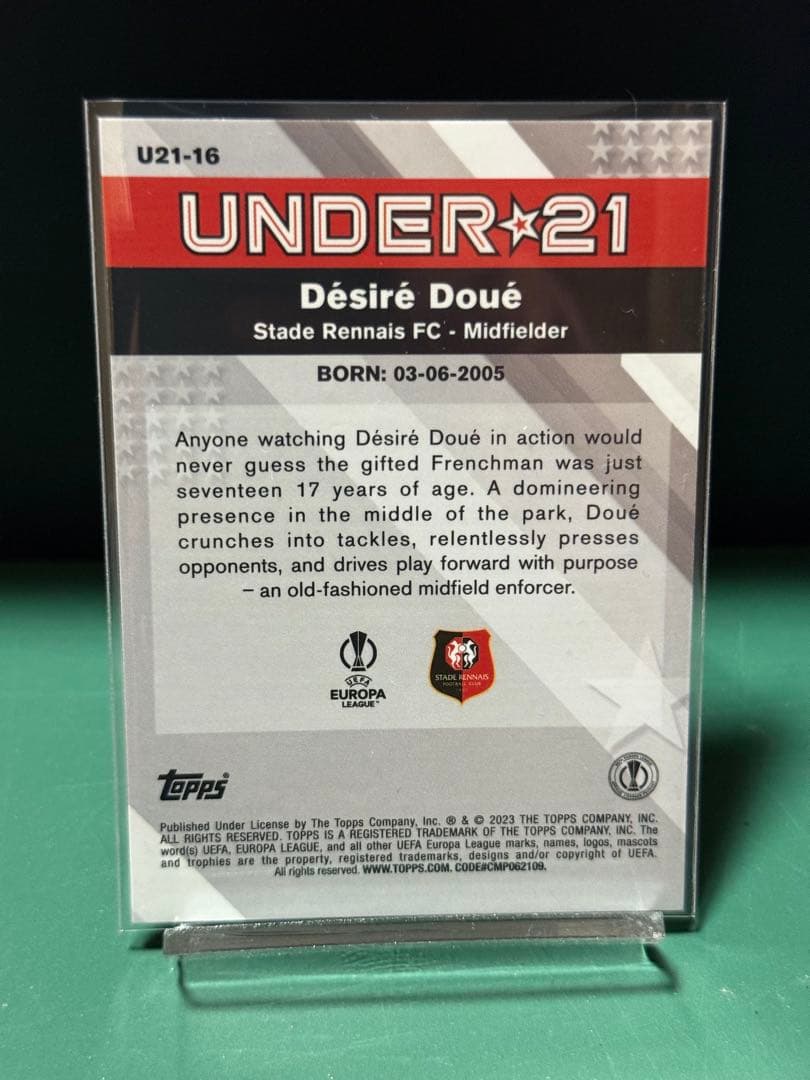 U21-16
UNDER★21
Désiré Doué
Stade Rennais FC - Midfielder
BORN: 03-06-2005
Anyone watching Désiré Doué in action would
never guess the gifted Frenchman was just
seventeen 17 years of age. A domineering
presence in the middle of the park, Doué
crunches into tackles, relentlessly presses
opponents, and drives play forward with purpose
– an old-fashioned midfield enforcer.
UEFA
EUROPA
LEAGUE™
STADE RENNAIS
FOOTBALL CLUB
topps®
Published Under License by The Topps Company, Inc. ® & © 2023 THE TOPPS COMPANY, INC.
ALL RIGHTS RESERVED. TOPPS IS A REGISTERED TRADEMARK OF THE TOPPS COMPANY, INC. The
word(s) UEFA, EUROPA LEAGUE, and all other UEFA Europa League marks, names, logos, mascots
and trophies are the property, registered trademarks, designs and/or copyright of UEFA.
All rights reserved. WWW.TOPPS.COM. CODE#CMP062109.